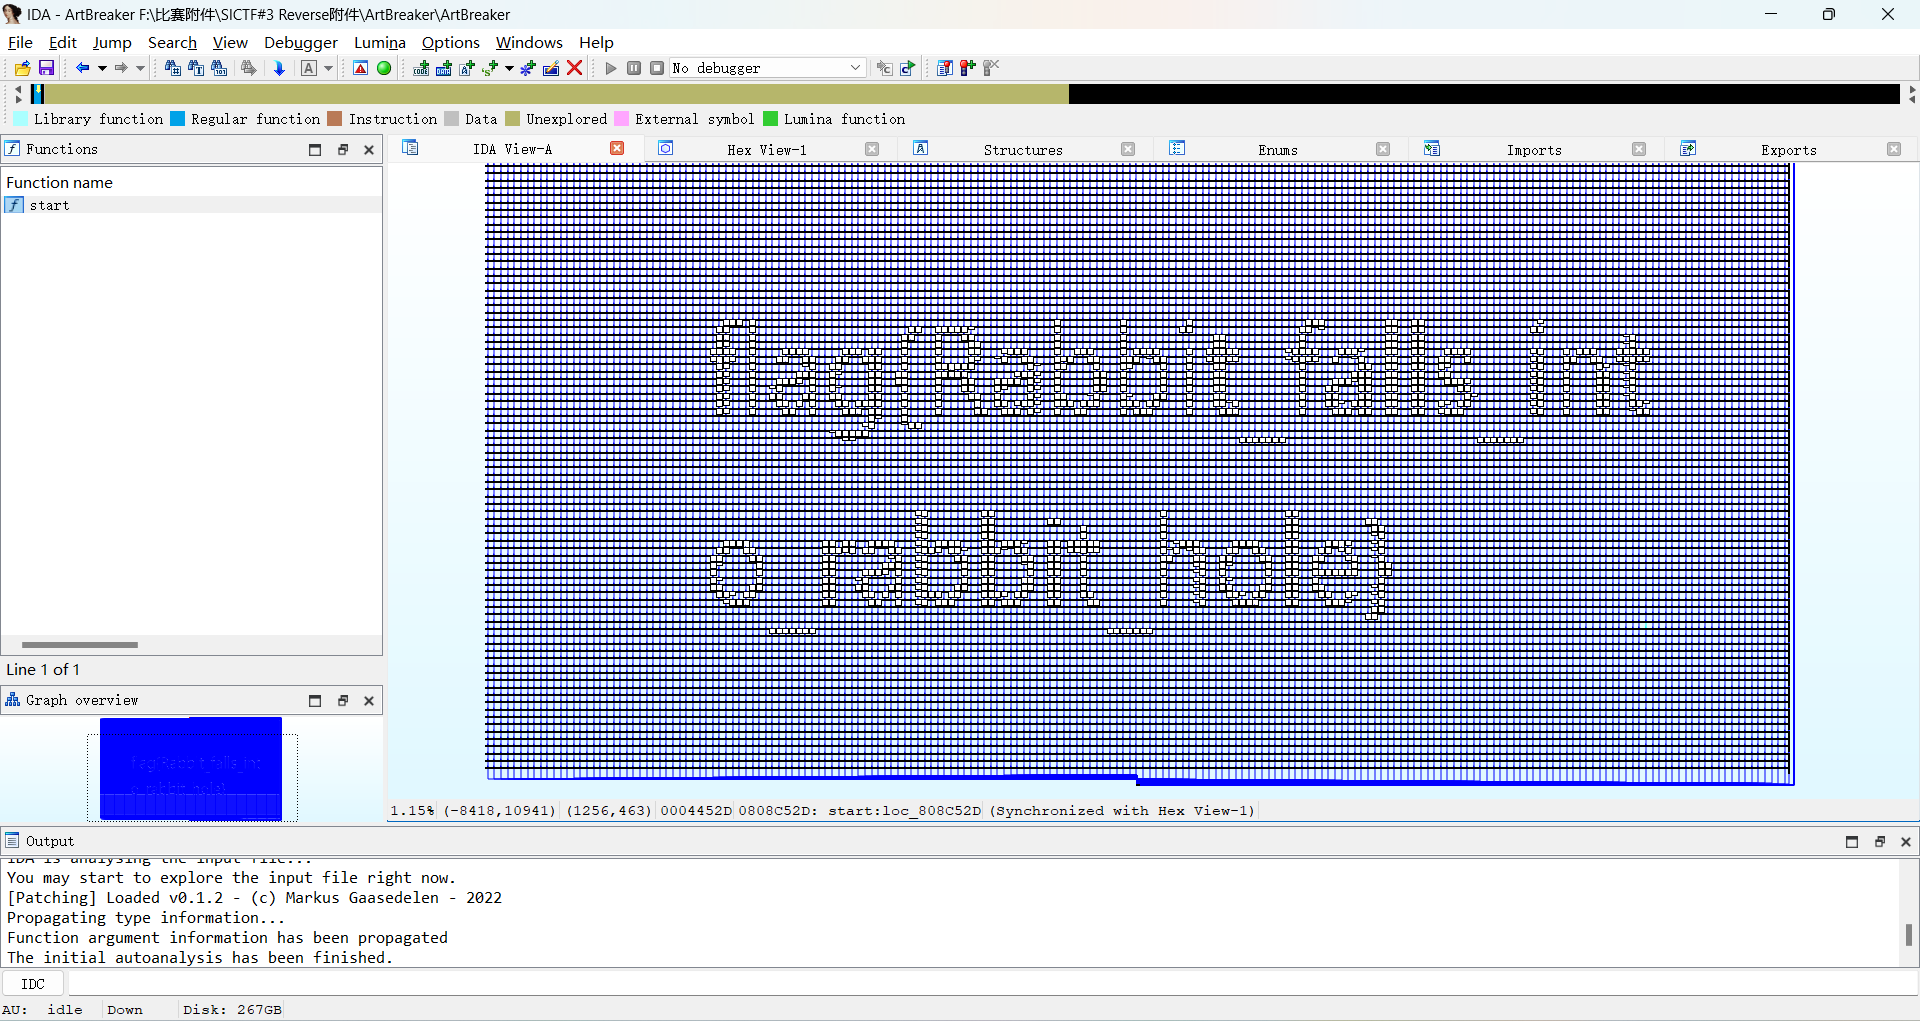 IDA - ArtBreaker F:\比赛附件\SICTF#3 Reverse附件\ArtBreaker\ArtBreaker
File Edit Jump Search View Debugger Lumina Options Windows Help
No debugger
Library function Regular function Instruction Data Unexplored External symbol Lumina function
Functions
IDA View-A Hex View-1 Structures Enums Imports Exports
Function name
f start
flag{Rabbit_falls_int
o_rabbit_hole}
Line 1 of 1
Graph overview
flag{Rabbit_falls_int
o_rabbit_hole}
1.15% (-8418,10941) (1256,463) 0004452D 0808C52D: start:loc_808C52D (Synchronized with Hex View-1)
Output
IDA is analysing the input file...
You may start to explore the input file right now.
[Patching] Loaded v0.1.2 - (c) Markus Gaasedelen - 2022
Propagating type information...
Function argument information has been propagated
The initial autoanalysis has been finished.
IDC
AU: idle Down Disk: 267GB